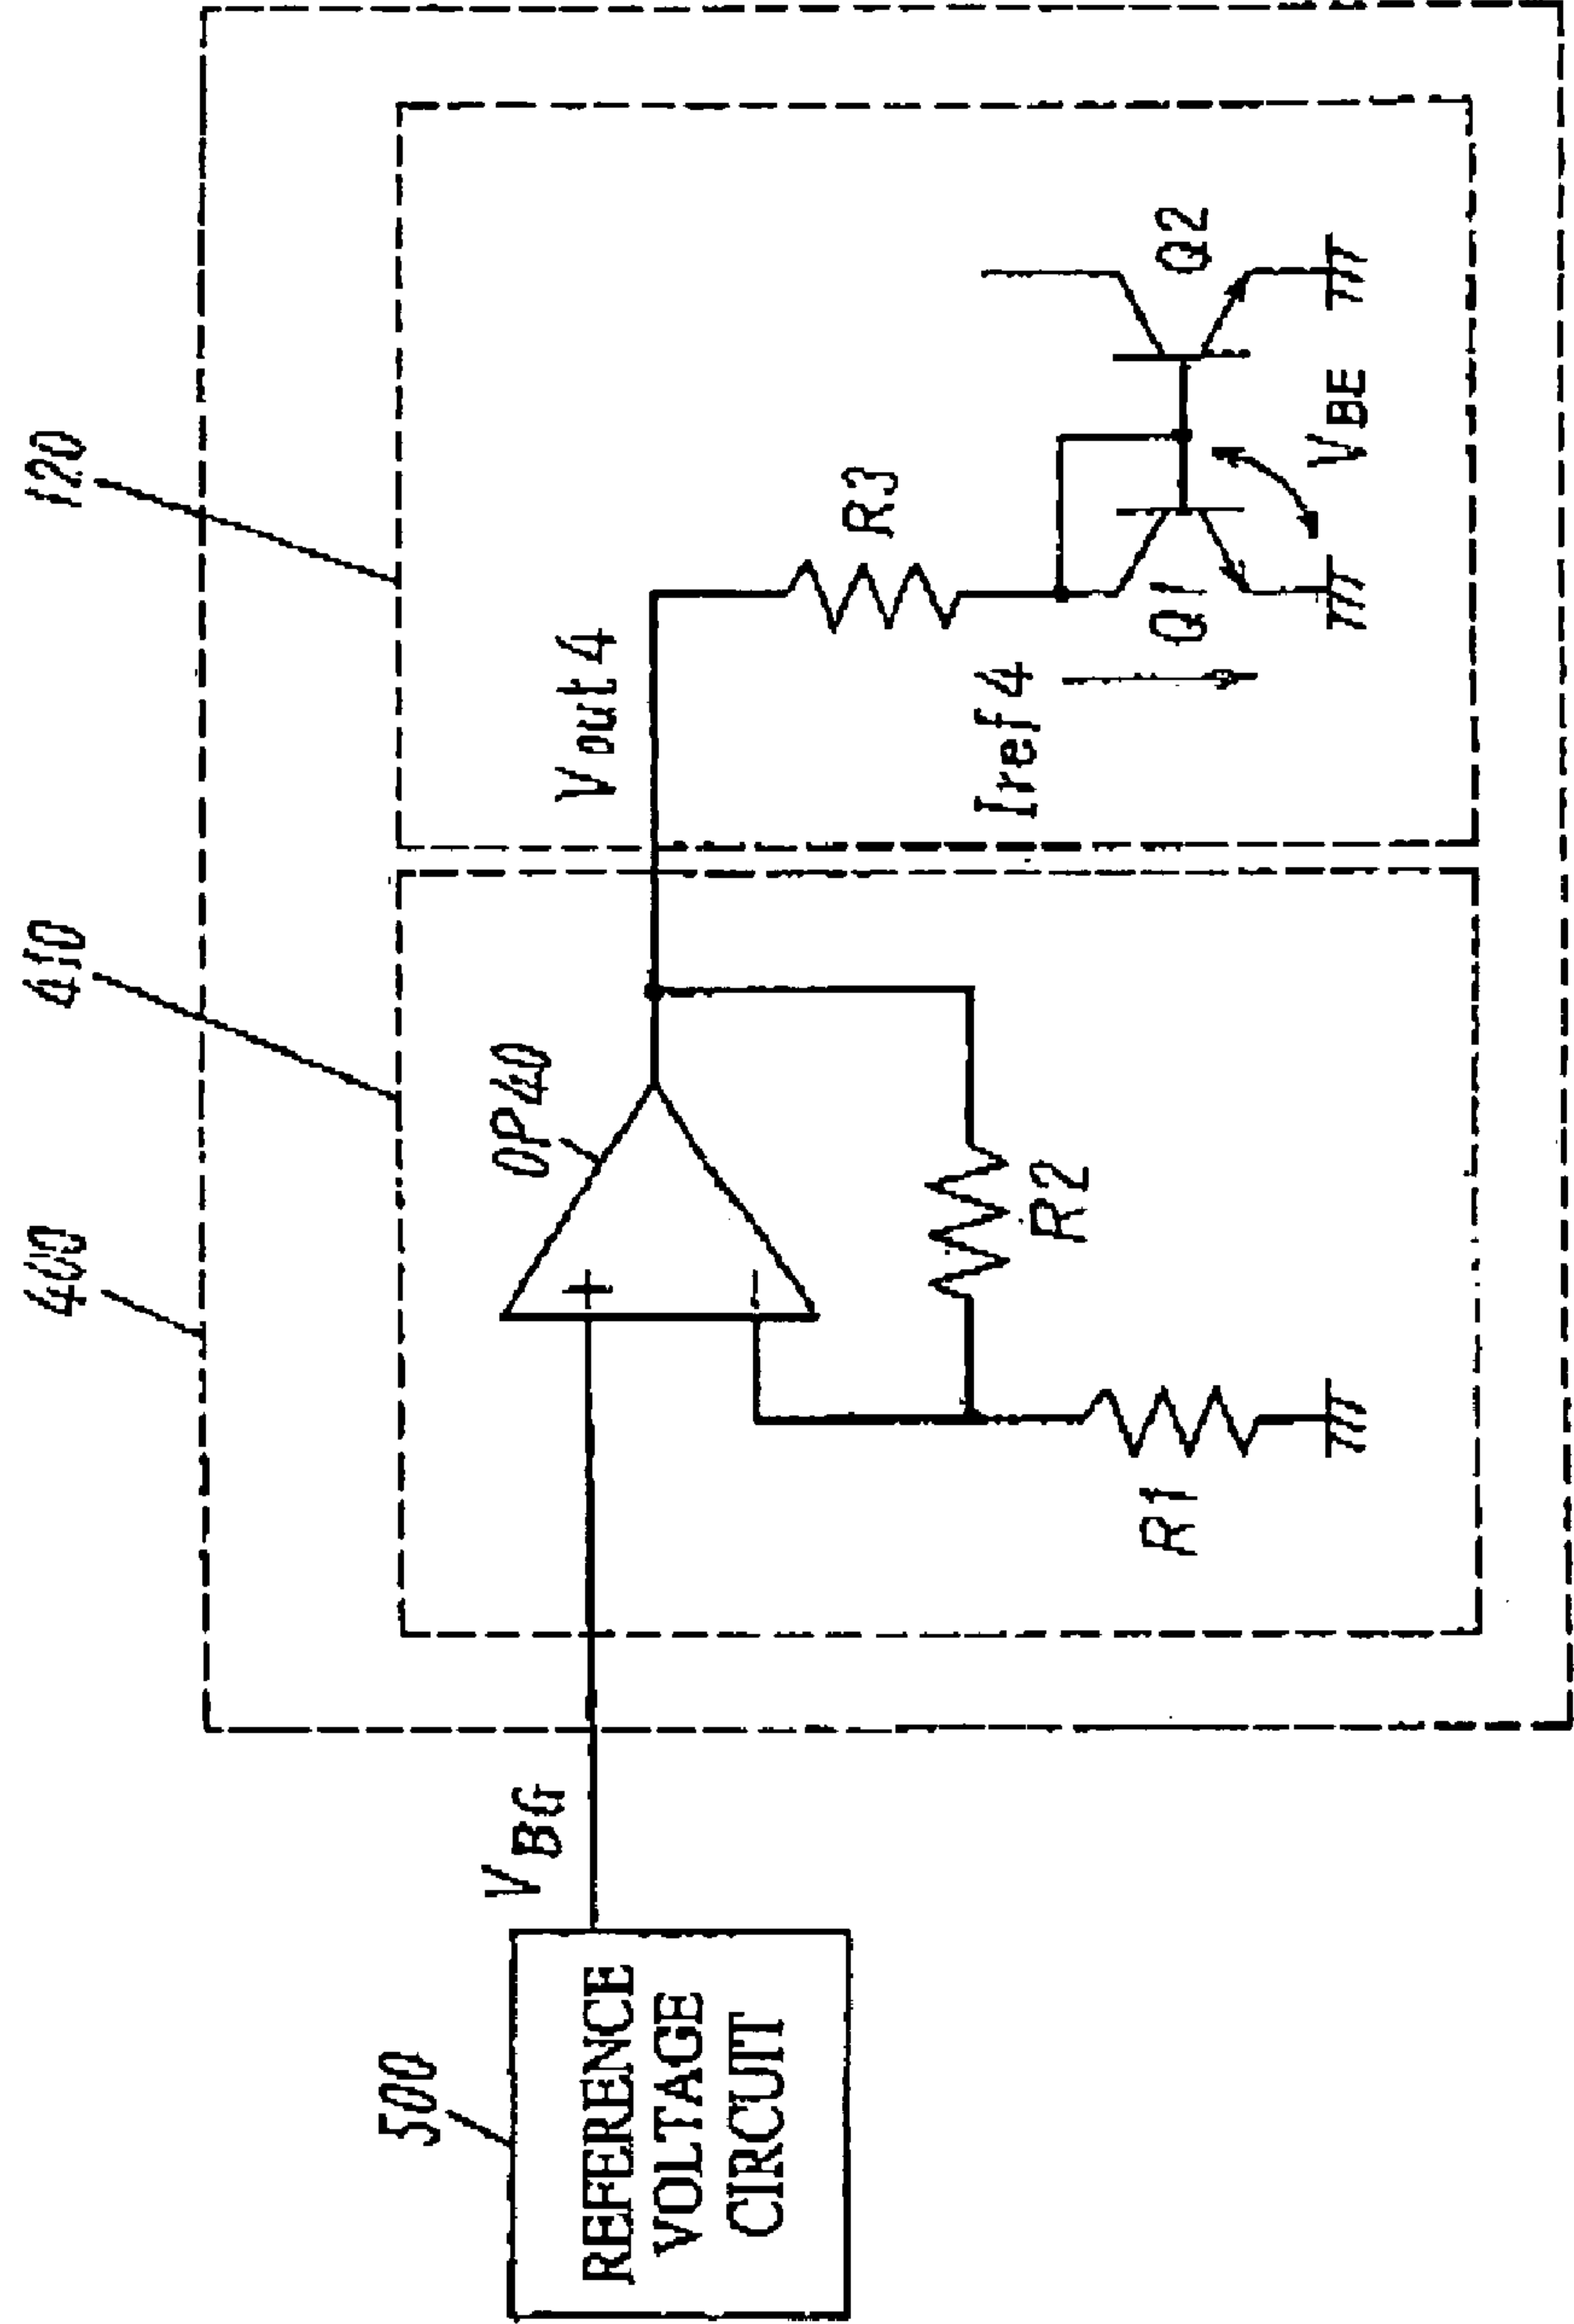 400
410
120
500
REFERENCE
VOLTAGE
CIRCUIT
VBG
OP40
+
−
R2
R1
Vout4
R3
Iref4
Q1
Q2
VBE